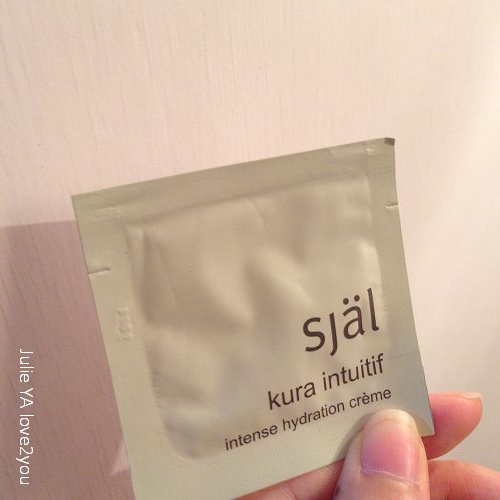 själ
kura intuitif
intense hydration crème
Julie YA love2you